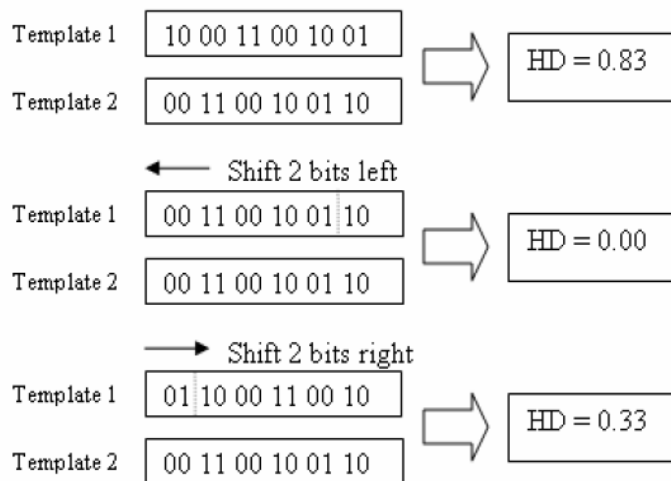 Template 1 10 00 11 00 10 01
HD = 0.83
Template 2 00 11 00 10 01 10
Shift 2 bits left
Template 1 00 11 00 10 01 10
HD = 0.00
Template 2 00 11 00 10 01 10
Shift 2 bits right
Template 1 01 10 00 11 00 10
HD = 0.33
Template 2 00 11 00 10 01 10